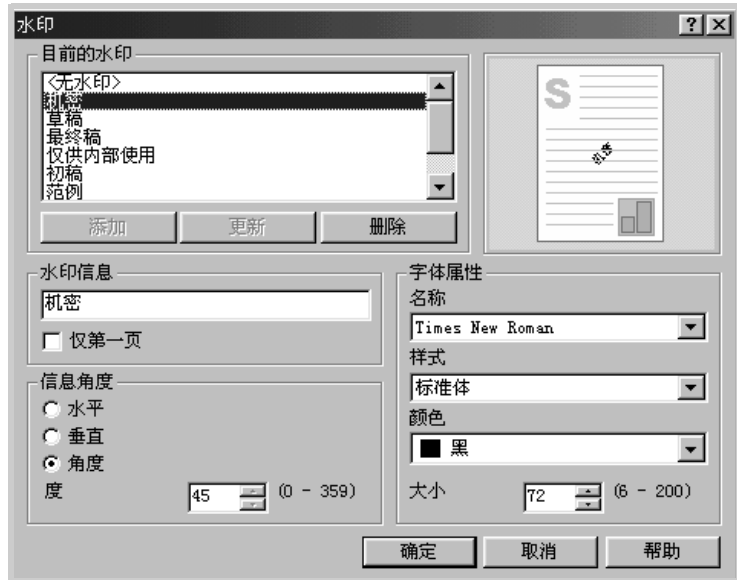 水印
目前的水印
<无水印>
机密
草稿
最终稿
仅供内部使用
初稿
范例
添加 更新 删除
S
机密
水印信息
机密
仅第一页
信息角度
水平
垂直
角度
度 45 (0 - 359)
字体属性
名称
Times New Roman
样式
标准体
颜色
黑
大小 72 (6 - 200)
确定 取消 帮助